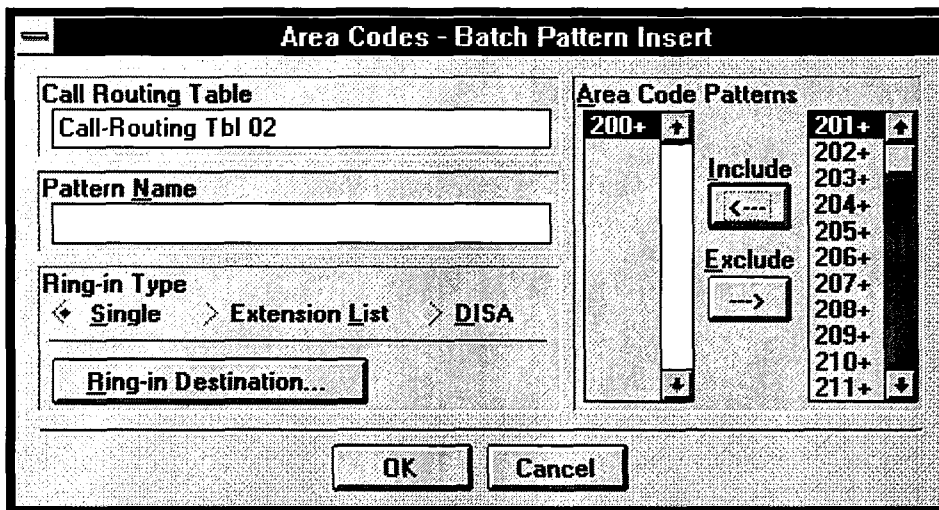 Area Codes - Batch Pattern Insert
Call Routing Table
Call-Routing Tbl 02
Pattern Name
Ring-in Type
Single
Extension List
DISA
Ring-in Destination...
Area Code Patterns
200+
Include
<---
Exclude
--->
201+
202+
203+
204+
205+
206+
207+
208+
209+
210+
211+
OK
Cancel